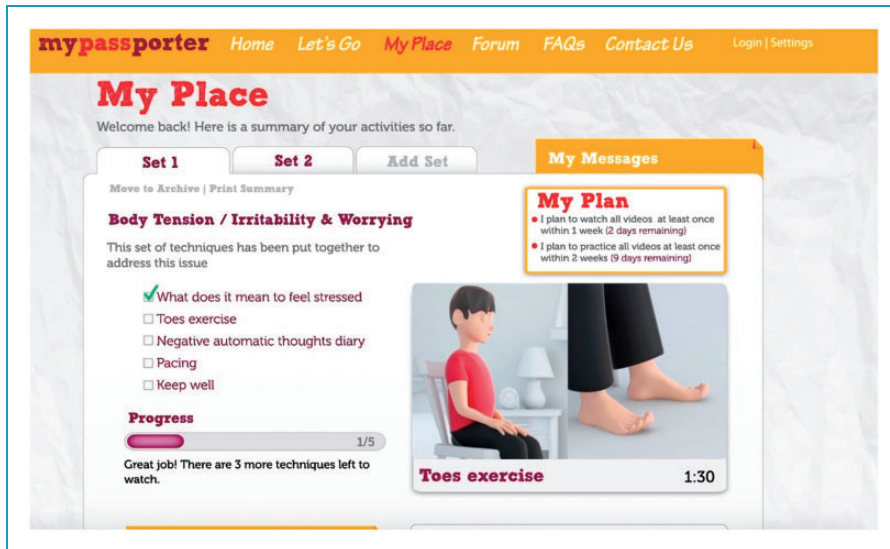 mypassporter Home Let's Go My Place Forum FAQs Contact Us Login | Settings
My Place
Welcome back! Here is a summary of your activities so far.
Set 1 Set 2 Add Set My Messages
Move to Archive | Print Summary
Body Tension / Irritability & Worrying
This set of techniques has been put together to
address this issue
What does it mean to feel stressed
Toes exercise
Negative automatic thoughts diary
Pacing
Keep well
Progress
1/5
Great job! There are 3 more techniques left to
watch.
My Plan
I plan to watch all videos at least once
within 1 week (2 days remaining)
I plan to practice all videos at least once
within 2 weeks (9 days remaining)
Toes exercise 1:30